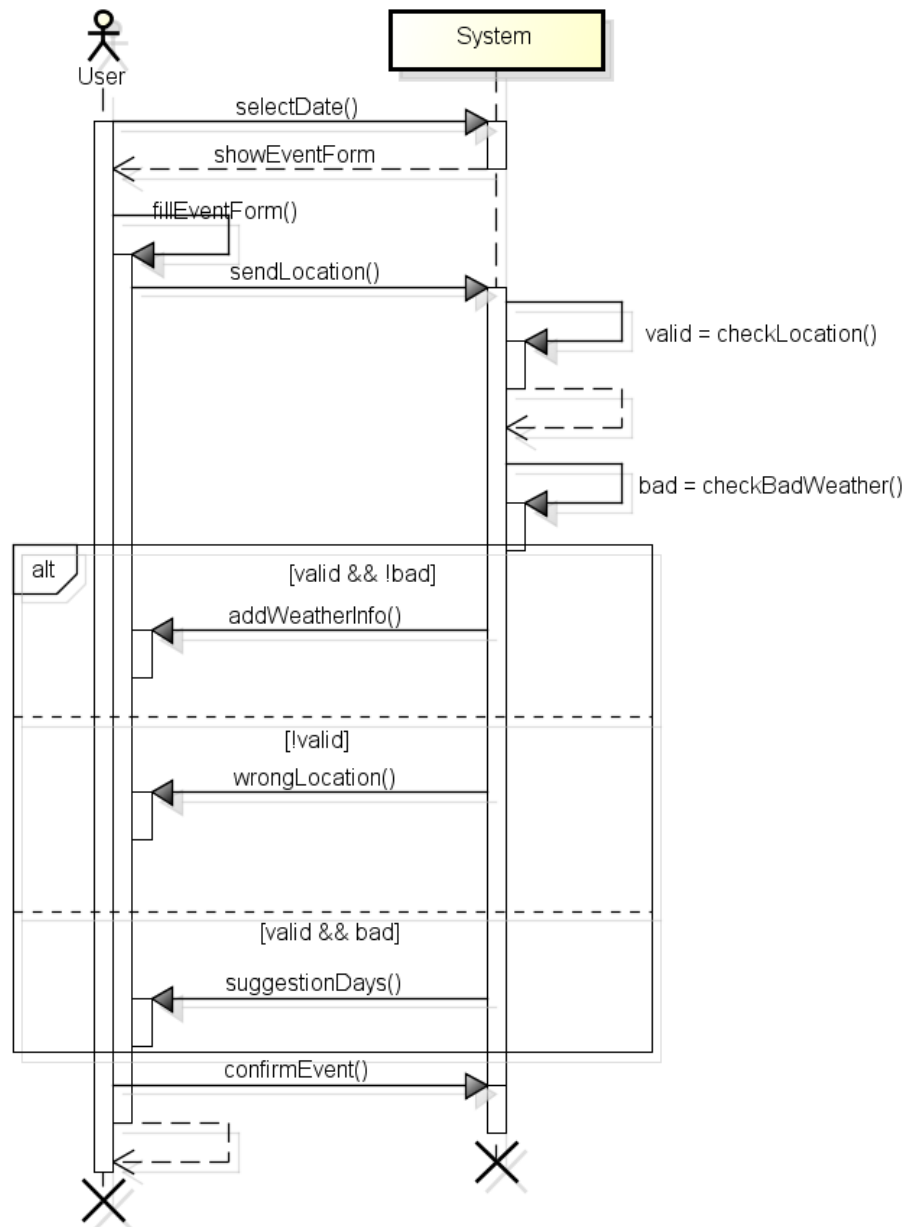 User
System
selectDate()
showEventForm
fillEventForm()
sendLocation()
valid = checkLocation()
bad = checkBadWeather()
alt
[valid && !bad]
addWeatherInfo()
[!valid]
wrongLocation()
[valid && bad]
suggestionDays()
confirmEvent()